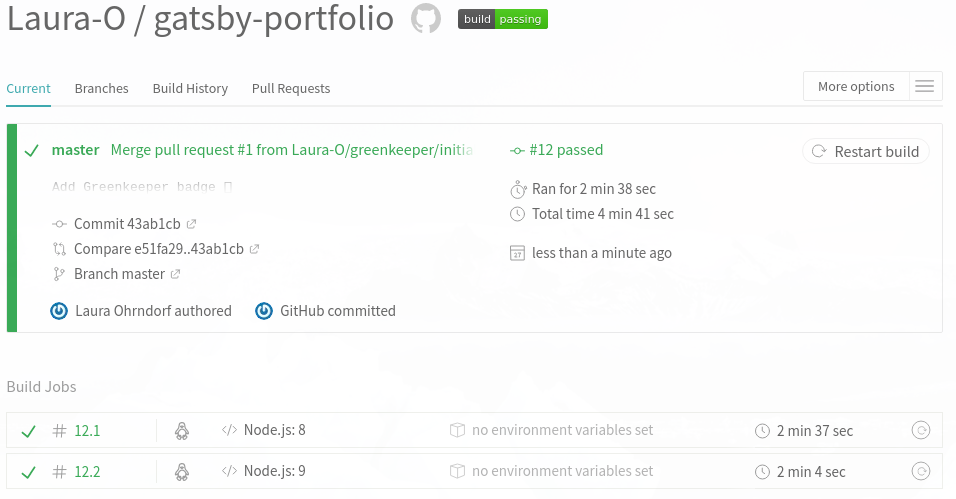 Laura-O / gatsby-portfolio build passing
Current Branches Build History Pull Requests More options
master Merge pull request #1 from Laura-O/greenkeeper/initia
#12 passed
Restart build
Add Greenkeeper badge
Ran for 2 min 38 sec
Total time 4 min 41 sec
Commit 43ab1cb
Compare e51fa29..43ab1cb
less than a minute ago
Branch master
Laura Ohrndorf authored GitHub committed
Build Jobs
# 12.1 </> Node.js: 8 no environment variables set 2 min 37 sec
# 12.2 </> Node.js: 9 no environment variables set 2 min 4 sec